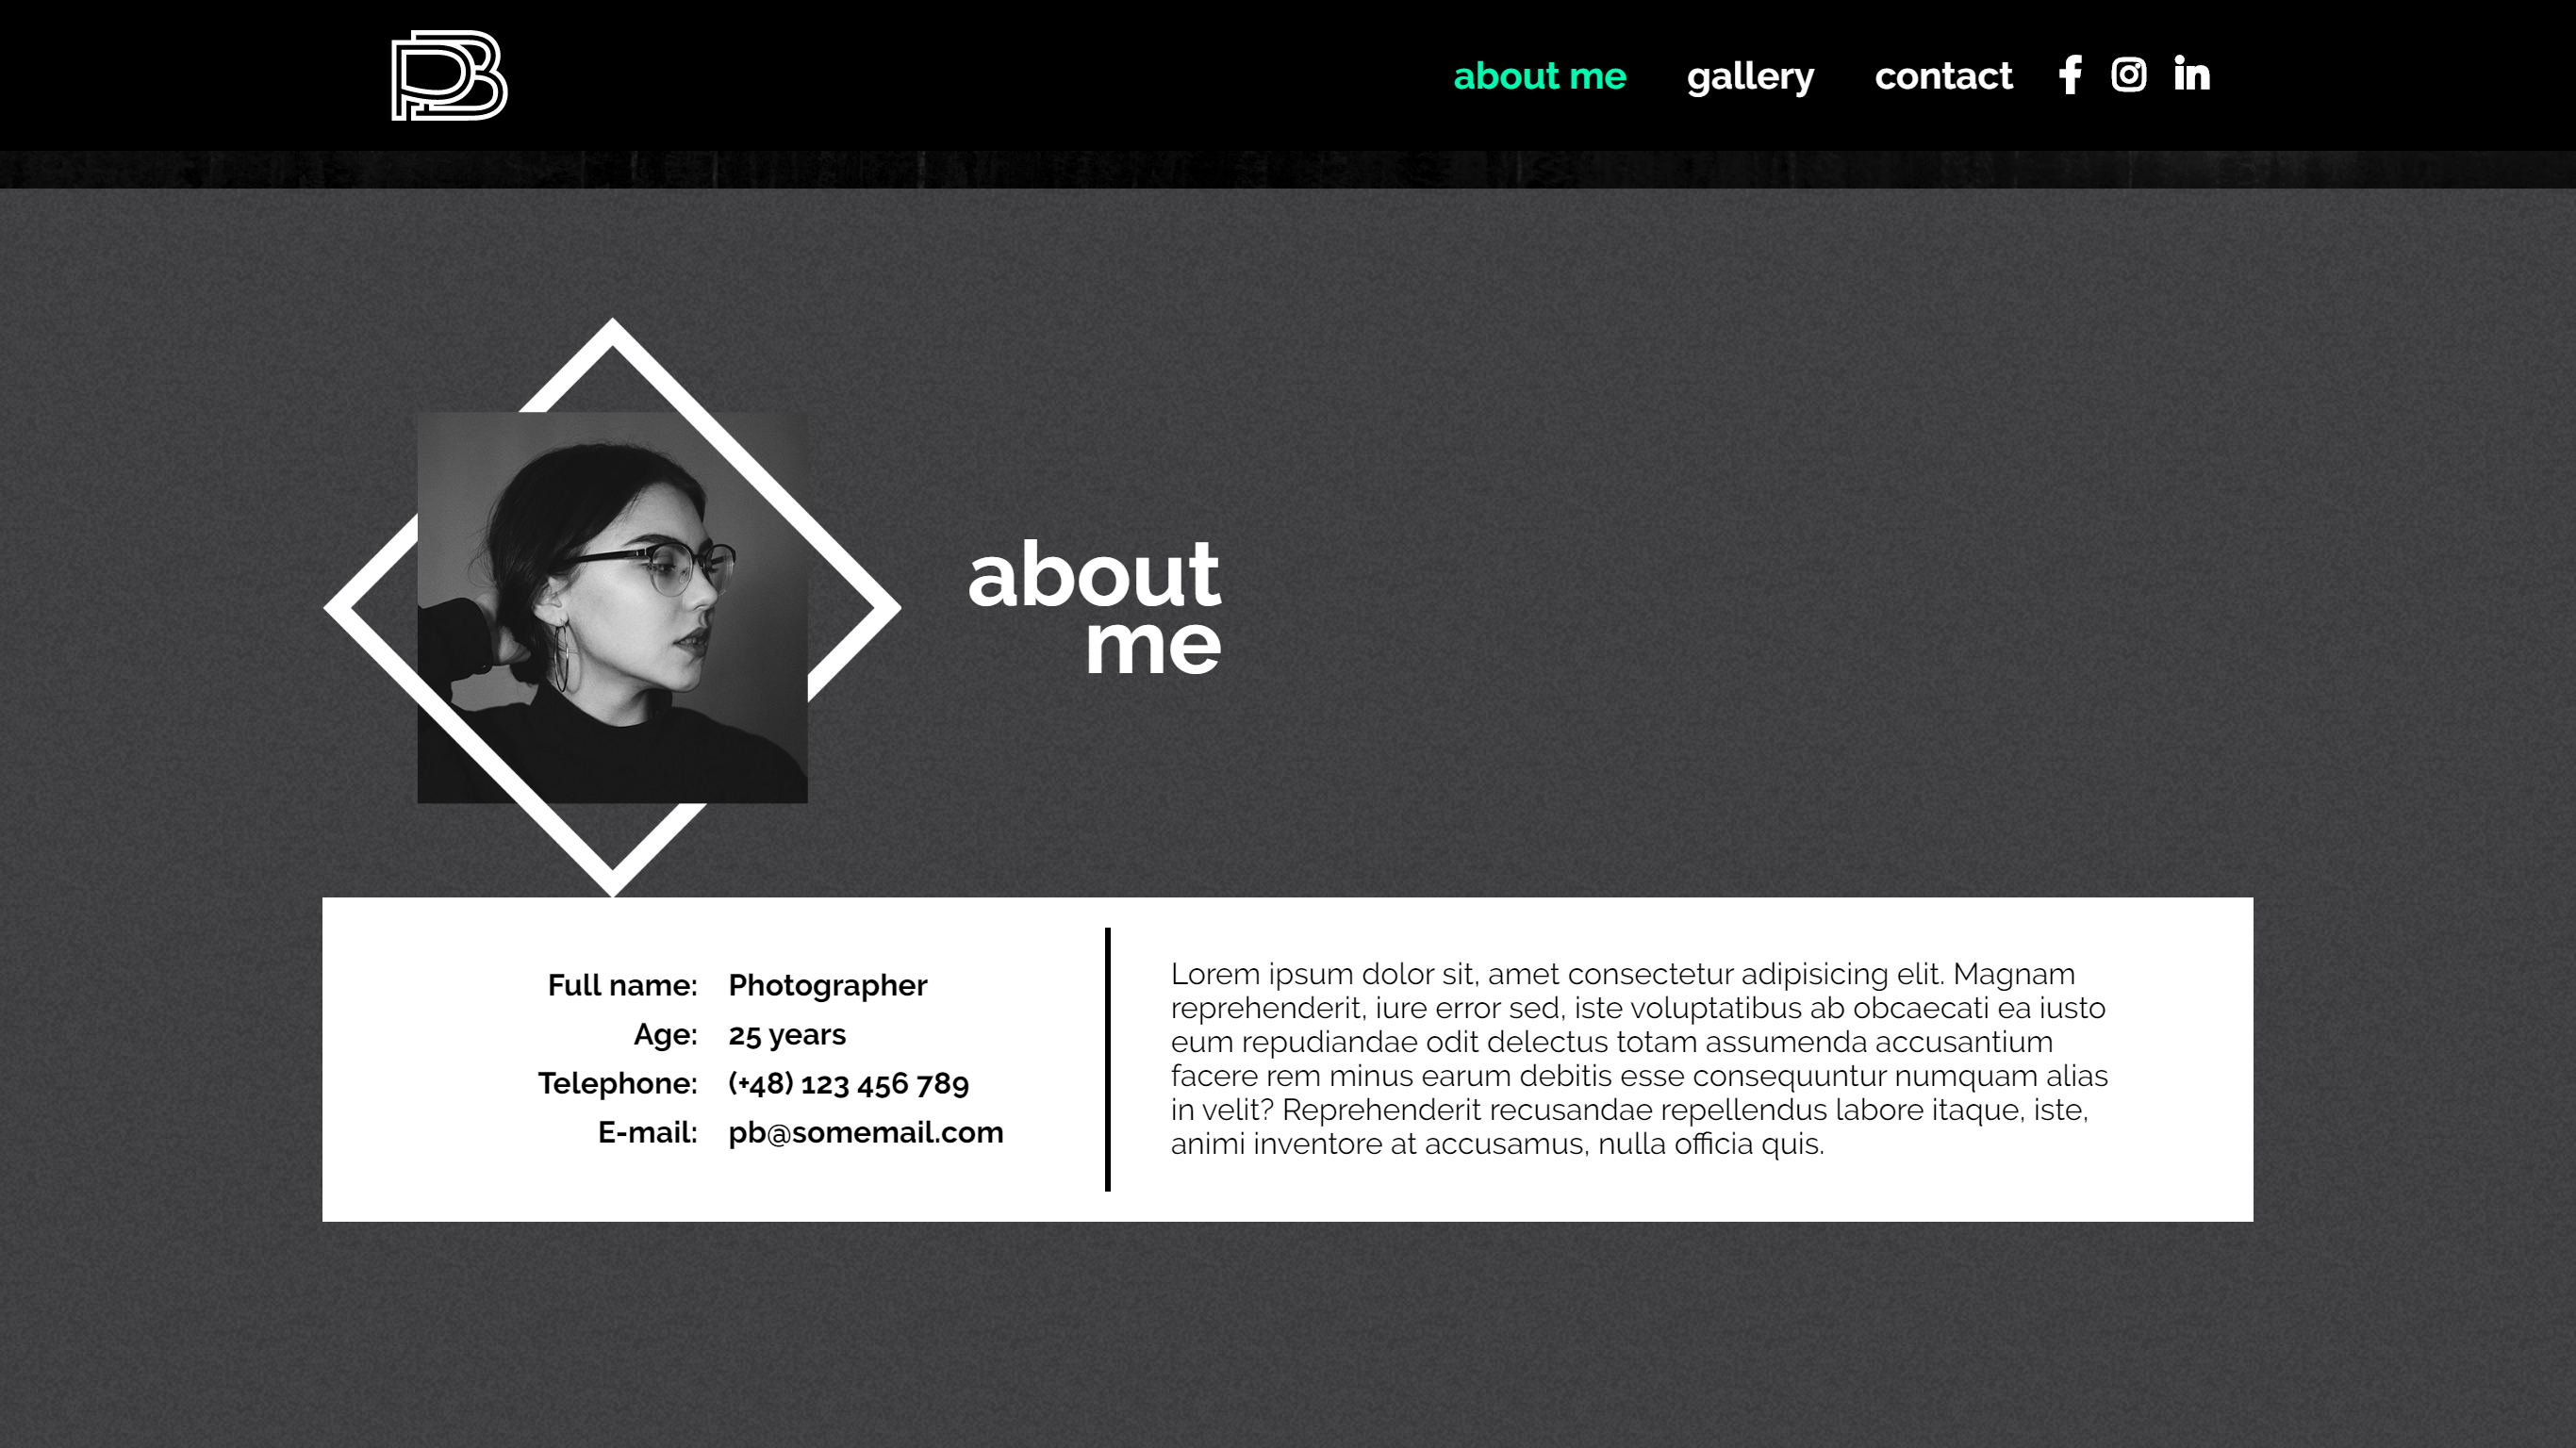 PB
about me
gallery
contact
about
me
Full name: Photographer
Age: 25 years
Telephone: (+48) 123 456 789
E-mail: pb@somemail.com
Lorem ipsum dolor sit, amet consectetur adipisicing elit. Magnam
reprehenderit, iure error sed, iste voluptatibus ab obcaecati ea iusto
eum repudiandae odit delectus totam assumenda accusantium
facere rem minus earum debitis esse consequuntur numquam alias
in velit? Reprehenderit recusandae repellendus labore itaque, iste,
animi inventore at accusamus, nulla officia quis.